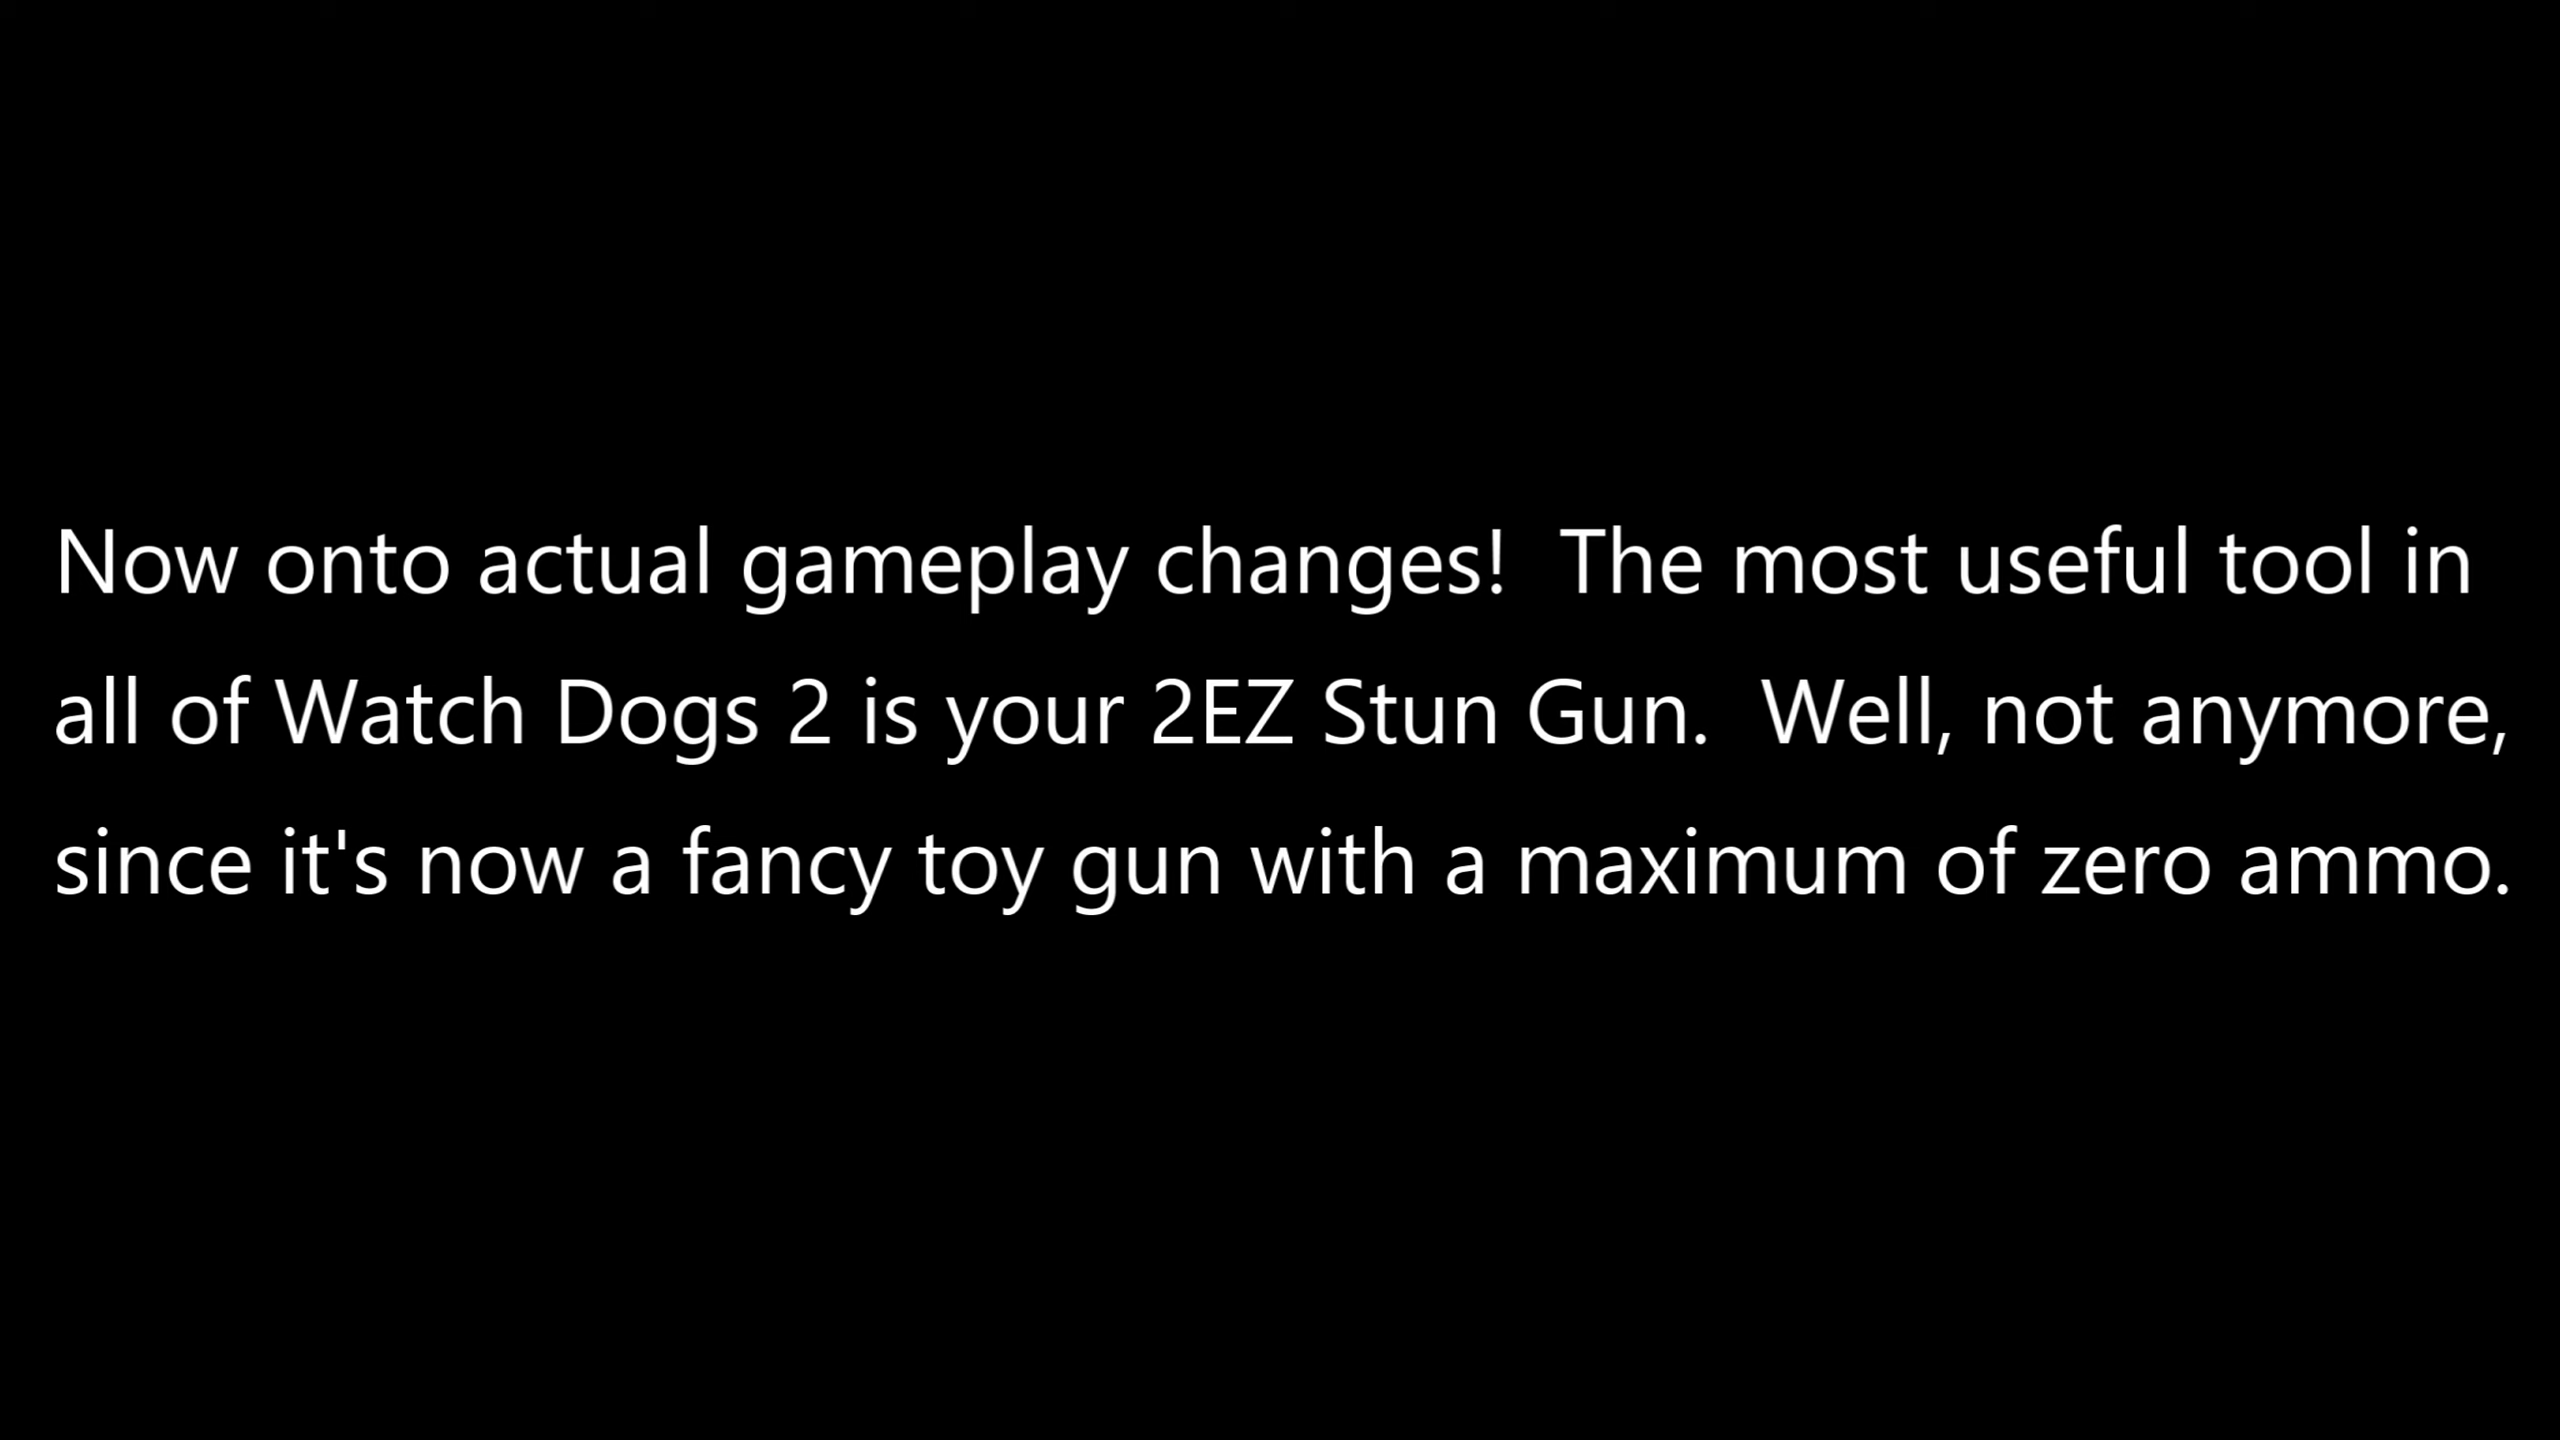 Now onto actual gameplay changes!  The most useful tool in
all of Watch Dogs 2 is your 2EZ Stun Gun.  Well, not anymore,
since it's now a fancy toy gun with a maximum of zero ammo.